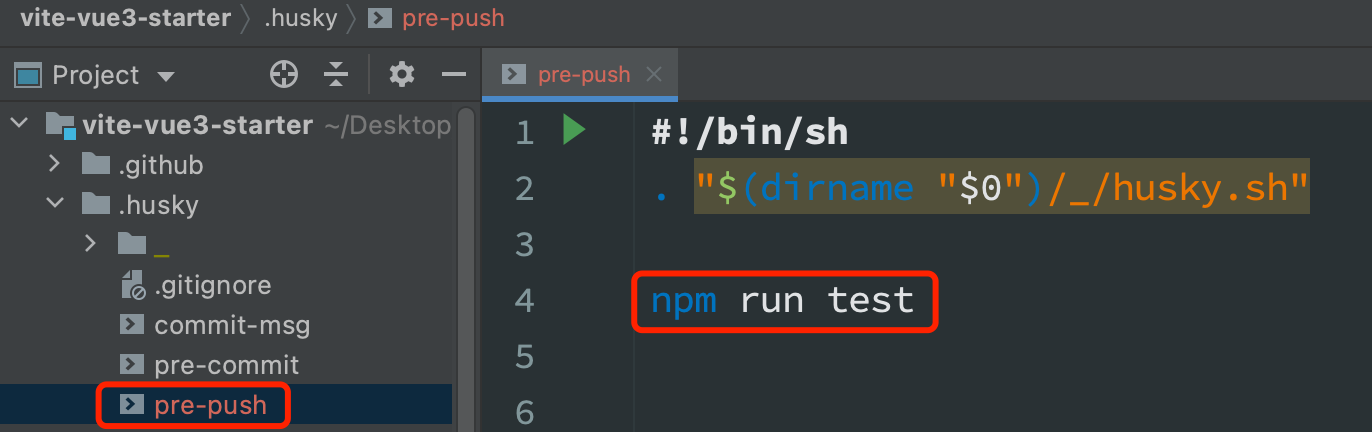 vite-vue3-starter .husky pre-push
Project
pre-push
vite-vue3-starter ~/Desktop
.github
.husky
_
.gitignore
commit-msg
pre-commit
pre-push
1 #!/bin/sh
2 . "$(dirname "$0")/_/husky.sh"
3
4 npm run test
5
6